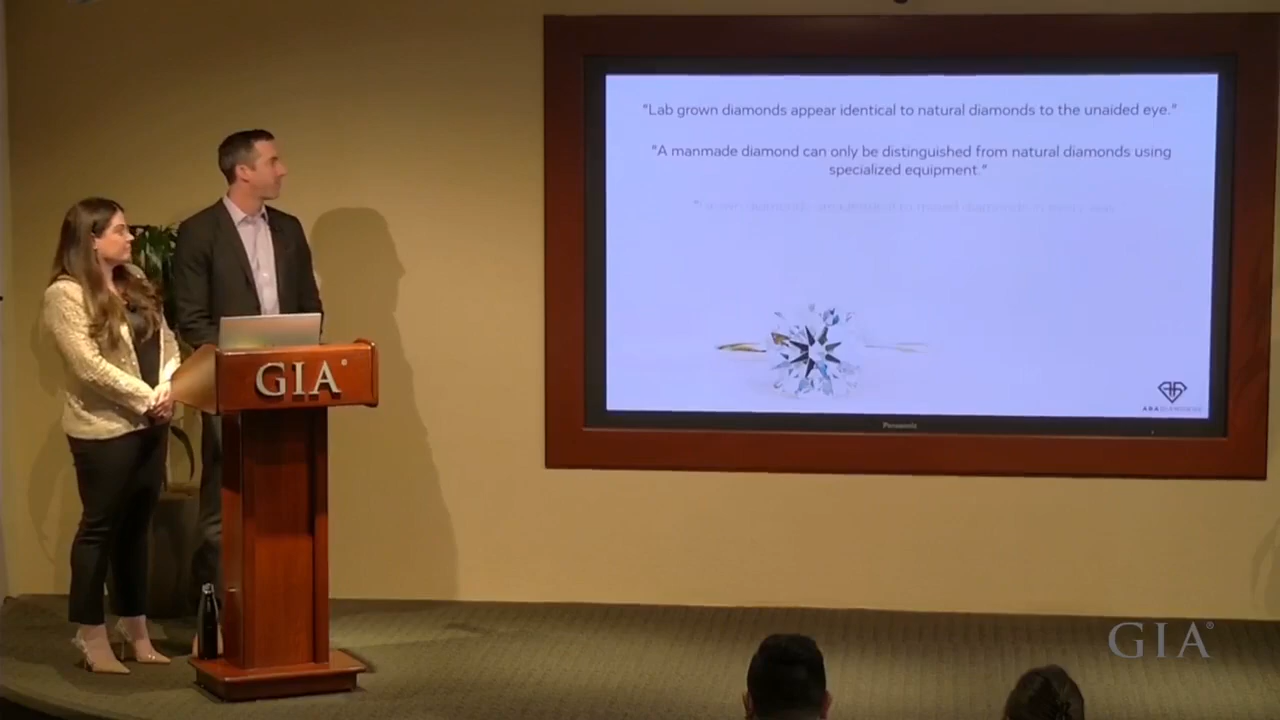 "Lab grown diamonds appear identical to natural diamonds to the unaided eye."
"A manmade diamond can only be distinguished from natural diamonds using
specialized equipment."
GIA®
Panasonic
GIA®